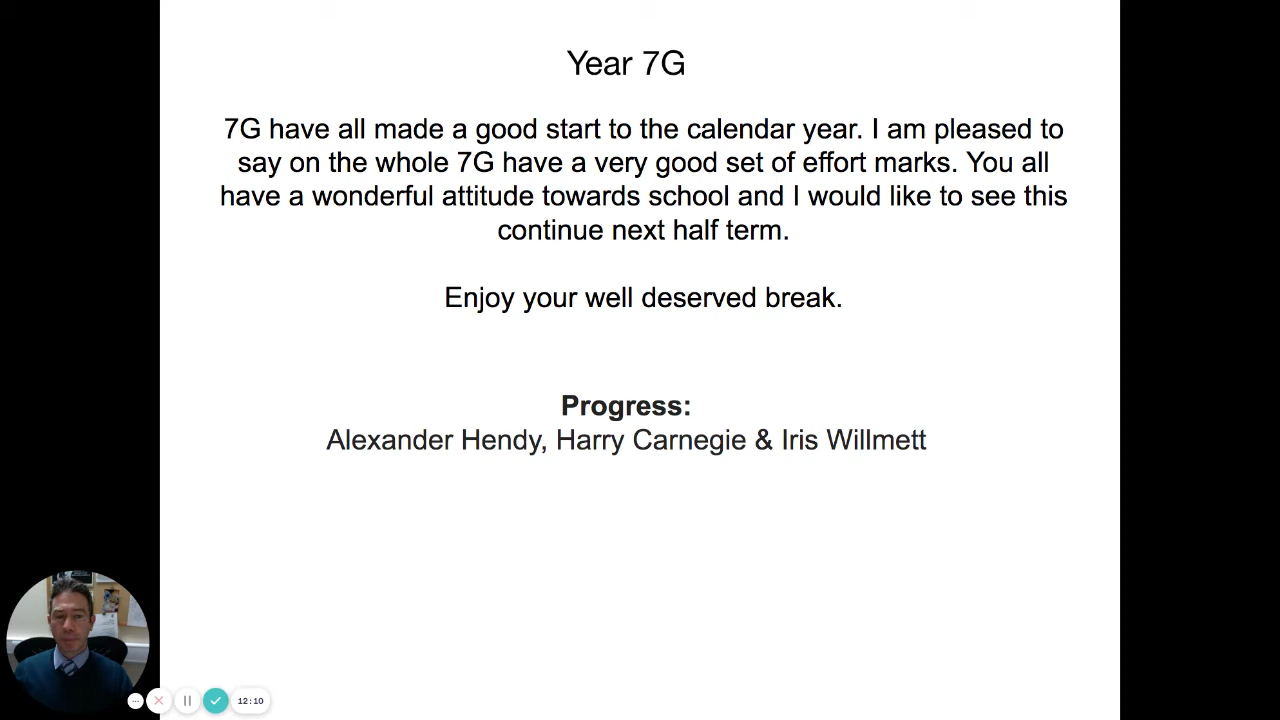 Year 7G
7G have all made a good start to the calendar year. I am pleased to
say on the whole 7G have a very good set of effort marks. You all
have a wonderful attitude towards school and I would like to see this
continue next half term.
Enjoy your well deserved break.
Progress:
Alexander Hendy, Harry Carnegie & Iris Willmett
12:10